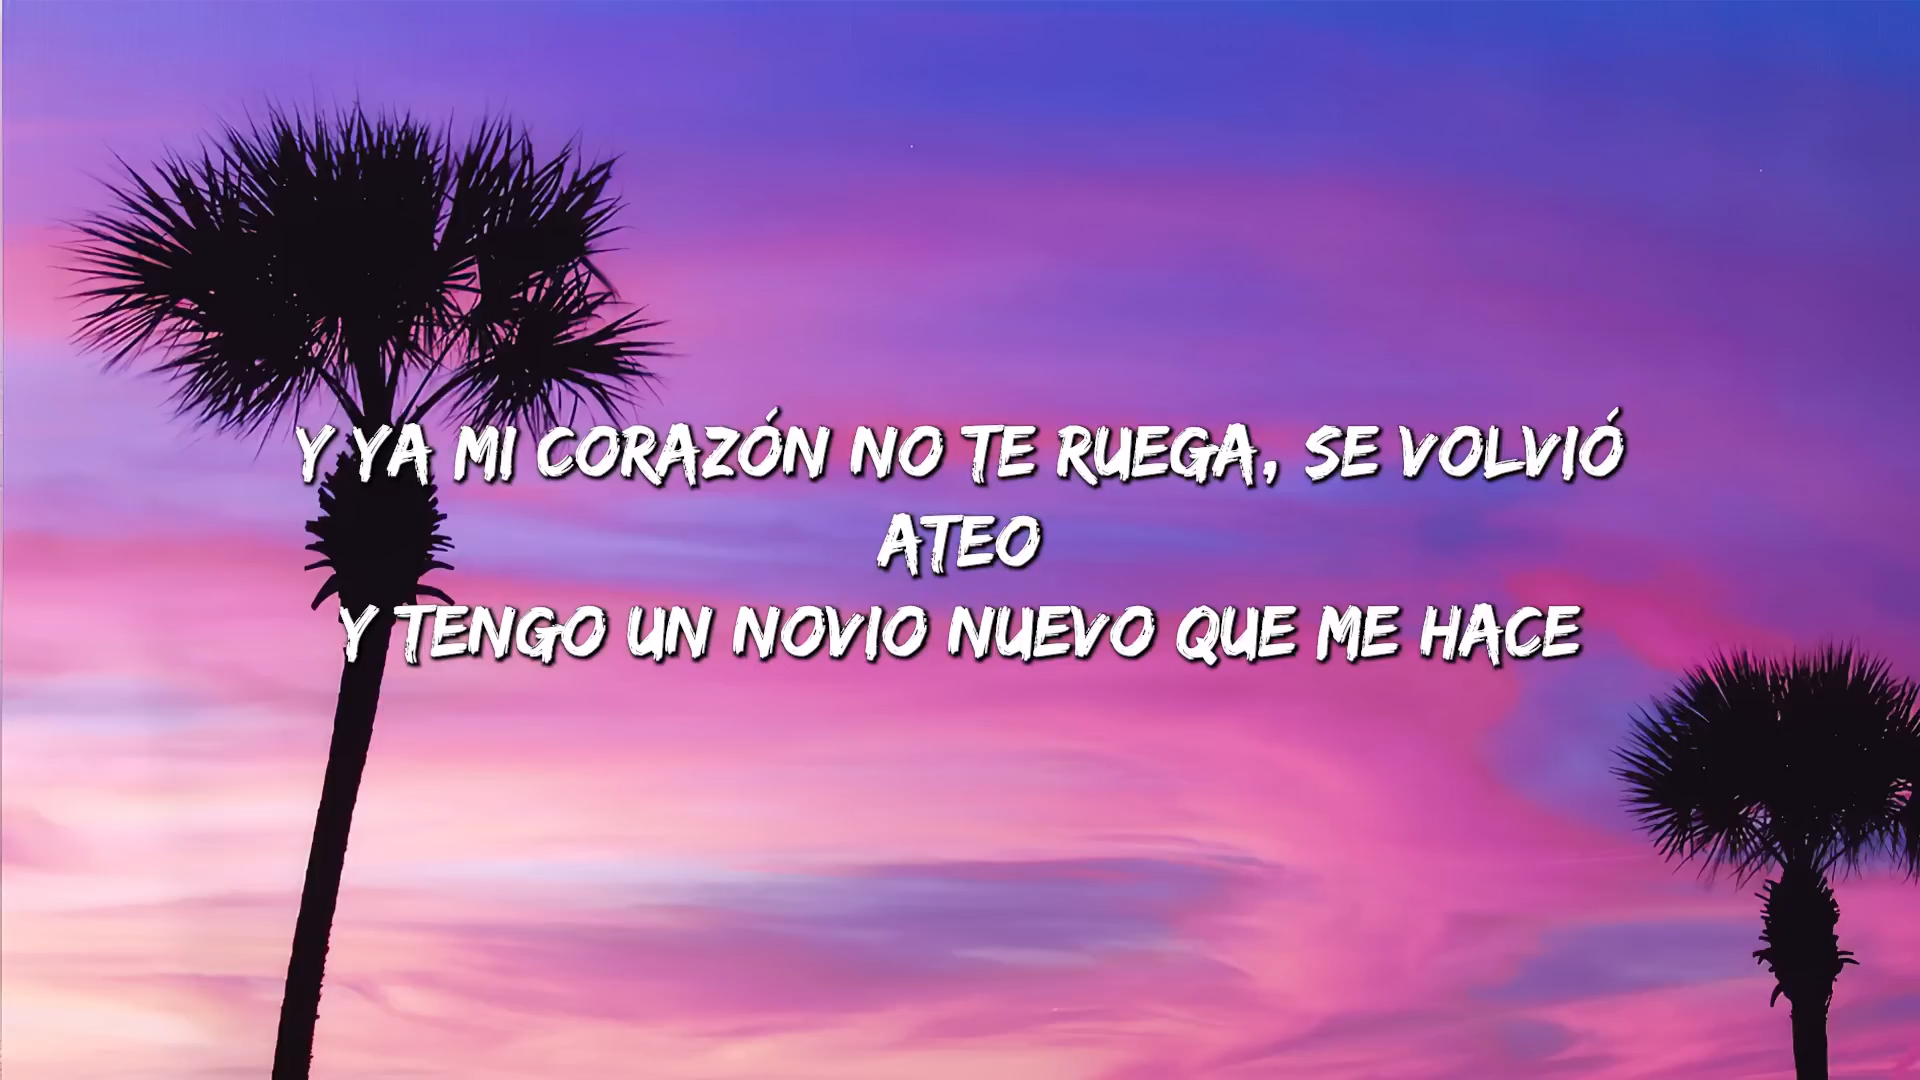 Y YA MI CORAZÓN NO TE RUEGA, SE VOLVIÓ
ATEO
Y TENGO UN NOVIO NUEVO QUE ME HACE